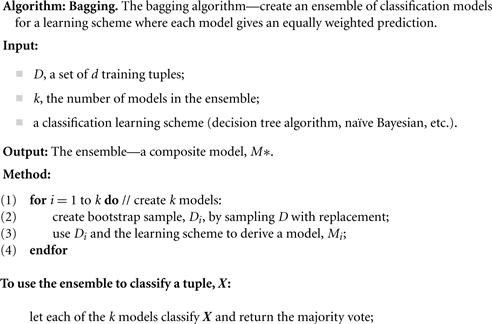 Algorithm: Bagging. The bagging algorithm—create an ensemble of classification models
for a learning scheme where each model gives an equally weighted prediction.
Input:
D, a set of d training tuples;
k, the number of models in the ensemble;
a classification learning scheme (decision tree algorithm, naïve Bayesian, etc.).
Output: The ensemble—a composite model, M∗.
Method:
(1) for i = 1 to k do // create k models:
(2) create bootstrap sample, Di, by sampling D with replacement;
(3) use Di and the learning scheme to derive a model, Mi;
(4) endfor
To use the ensemble to classify a tuple, X:
let each of the k models classify X and return the majority vote;